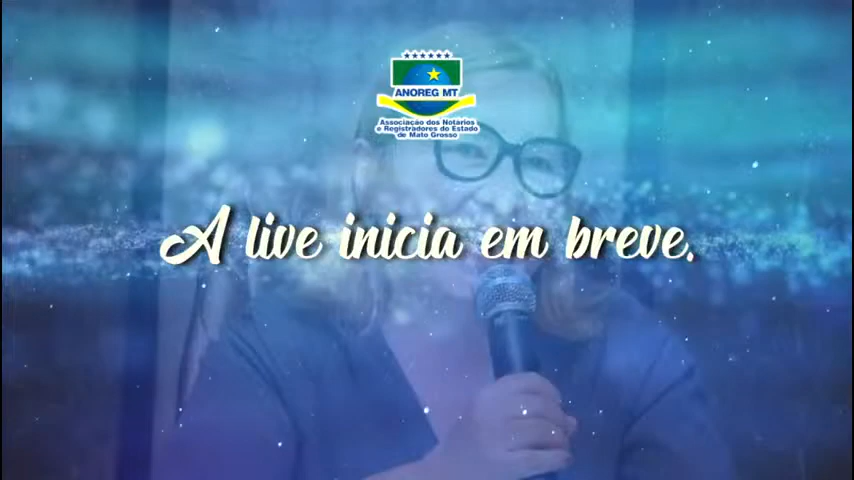 ANOREG MT
Associação dos Notários
e Registradores do Estado
de Mato Grosso
A live inicia em breve.